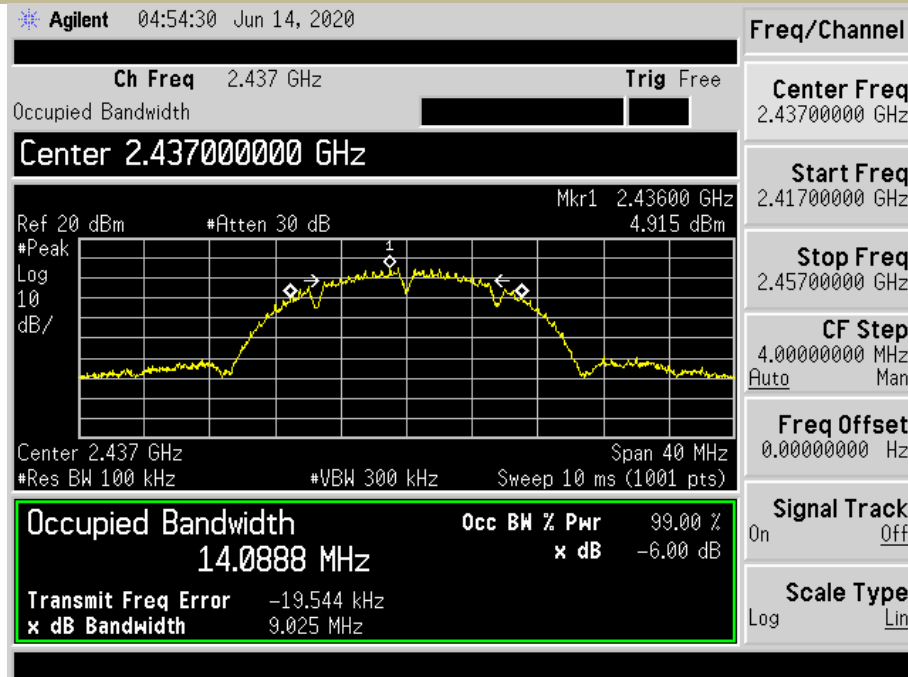 Agilent 04:54:30 Jun 14, 2020
Ch Freq 2.437 GHz Trig Free
Occupied Bandwidth
Center 2.437000000 GHz
Mkr1 2.43600 GHz
Ref 20 dBm #Atten 30 dB 4.915 dBm
#Peak
Log
10
dB/
1
Center 2.437 GHz Span 40 MHz
#Res BW 100 kHz #VBW 300 kHz Sweep 10 ms (1001 pts)
Occupied Bandwidth Occ BW % Pwr 99.00 %
14.0888 MHz x dB -6.00 dB
Transmit Freq Error -19.544 kHz
x dB Bandwidth 9.025 MHz
Freq/Channel
Center Freq
2.43700000 GHz
Start Freq
2.41700000 GHz
Stop Freq
2.45700000 GHz
CF Step
4.00000000 MHz
Auto Man
Freq Offset
0.00000000 Hz
Signal Track
On Off
Scale Type
Log Lin